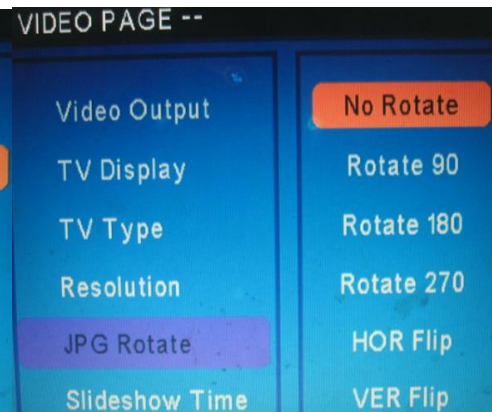 VIDEO PAGE --
Video Output
TV Display
TV Type
Resolution
JPG Rotate
Slideshow Time
No Rotate
Rotate 90
Rotate 180
Rotate 270
HOR Flip
VER Flip